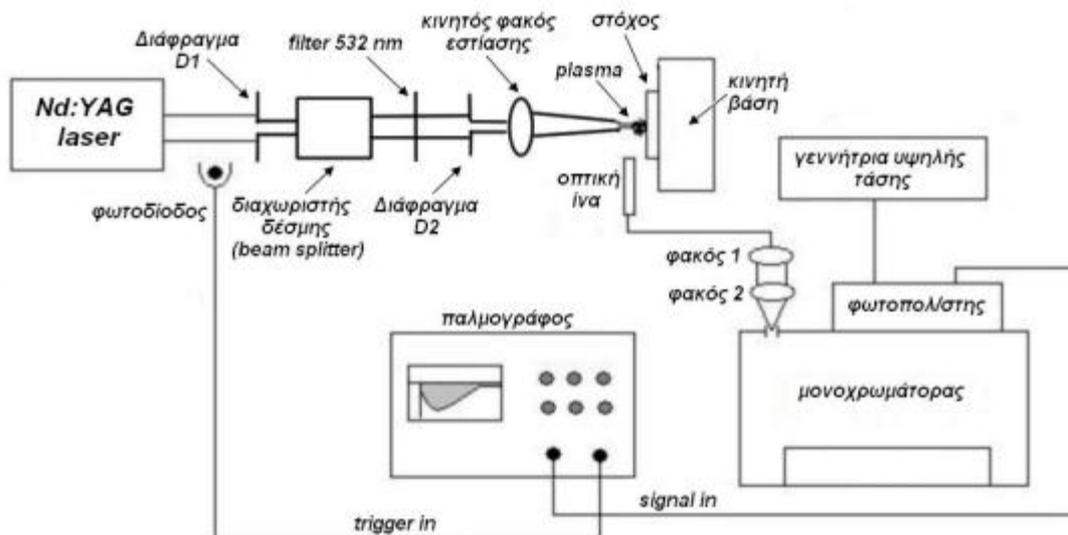 Διάφραγμα
D1
filter 532 nm
κινητός φακός
εστίασης
στόχος
plasma
Nd:YAG
laser
κινητή
βάση
φωτοδίοδος
διαχωριστής
δέσμης
(beam splitter)
Διάφραγμα
D2
οπτική
ίνα
γεννήτρια υψηλής
τάσης
φακός 1
φακός 2
φωτοπολ/στης
παλμογράφος
μονοχρωμάτορας
signal in
trigger in